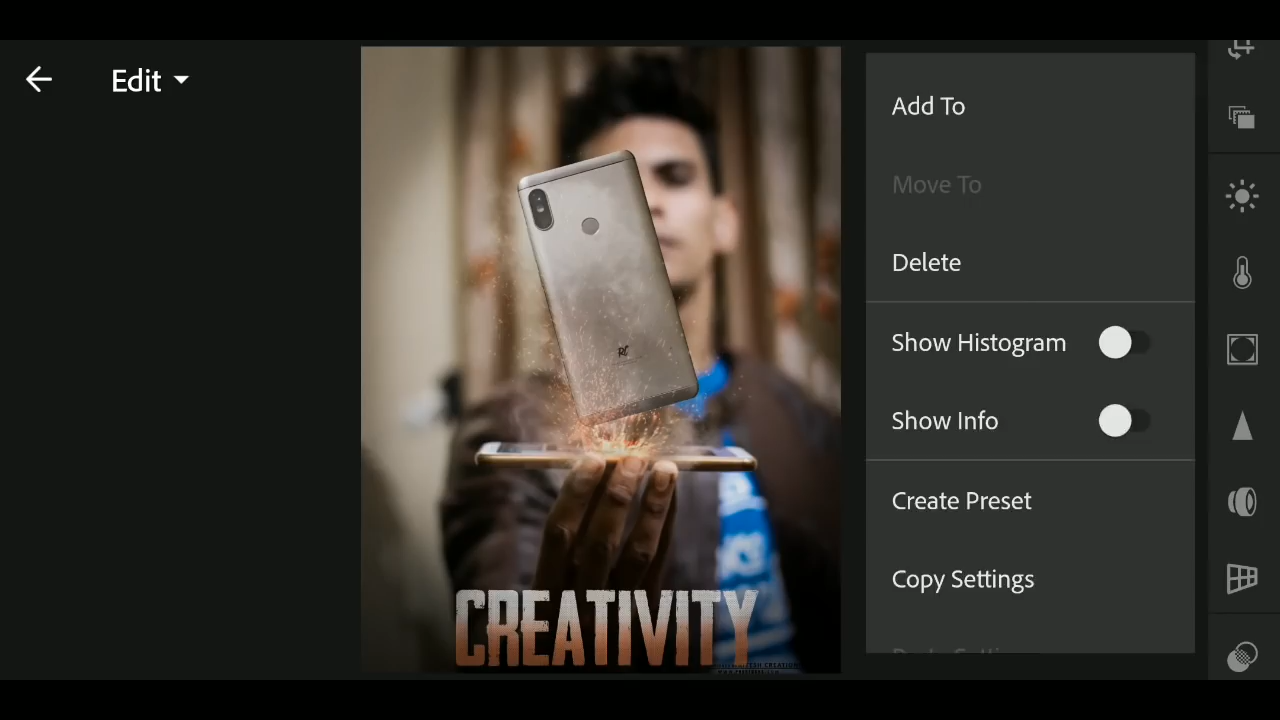 Edit
Add To
Move To
Delete
Show Histogram
Show Info
Create Preset
Copy Settings
CREATIVITY